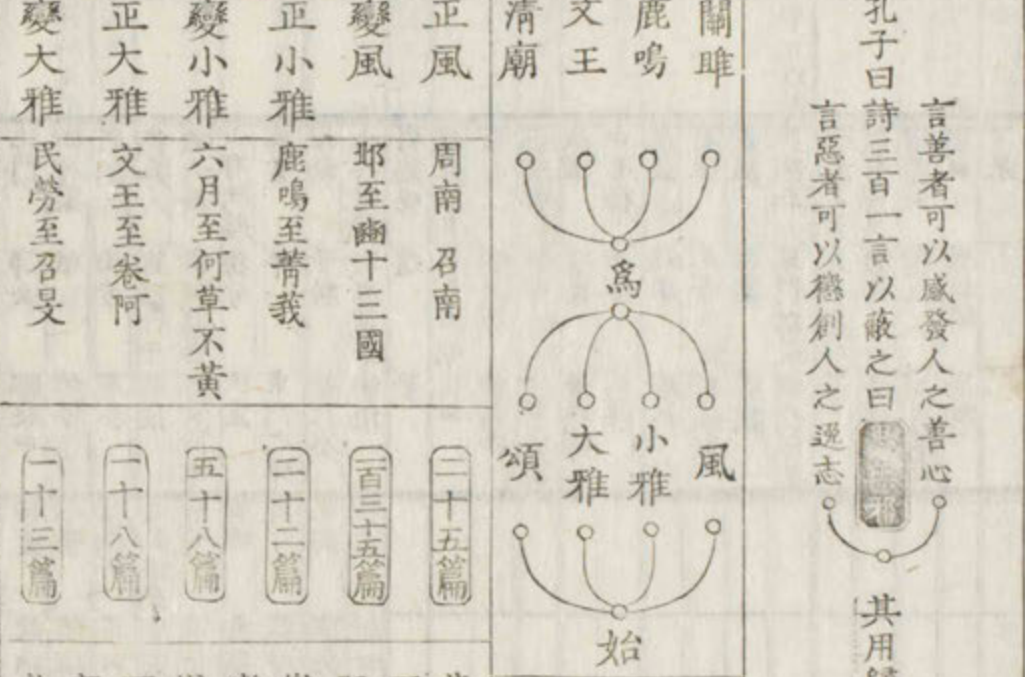 言善者可以感發人之善心
孔子曰詩三百一言以蔽之曰
言惡者可以懲創人之逸志
其用
關雎
鹿鳴
文王
清廟
爲
風
小雅
大雅
頌
始
正風
周南 召南
二十五篇
變風
邶至豳十三國
一百三十五篇
正小雅
鹿鳴至菁莪
二十二篇
變小雅
六月至何草不黃
五十八篇
正大雅
文王至卷阿
一十八篇
變大雅
民勞至召旻
一十三篇